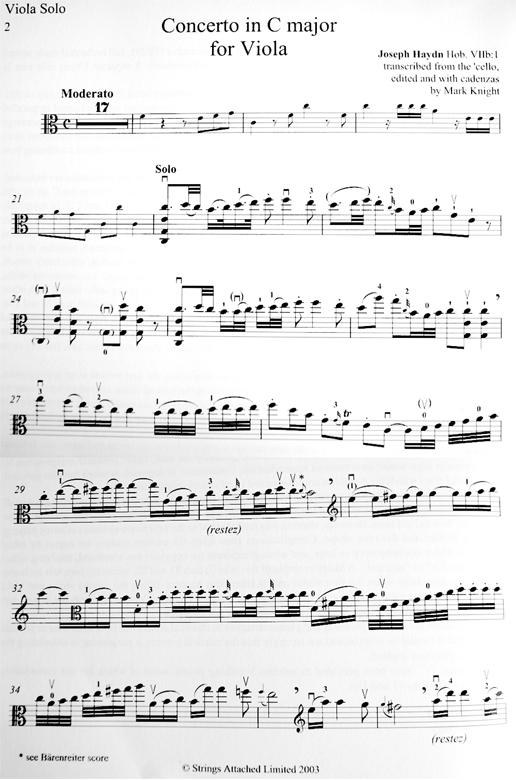 Viola Solo
2
Concerto in C major
for Viola
Joseph Haydn Hob. VIIb:1
transcribed from the 'cello,
edited and with cadenzas
by Mark Knight
Moderato
17
Solo
21
24
27
tr
29
(restez)
32
34
(restez)
* see Bärenreiter score
© Strings Attached Limited 2003